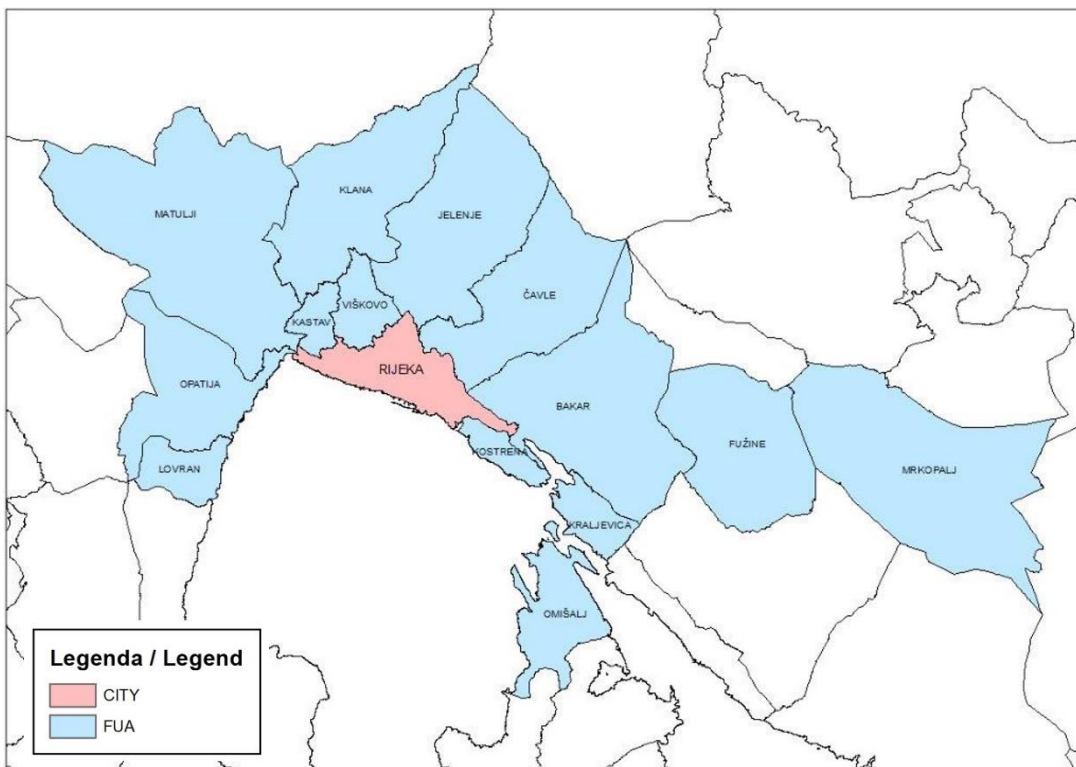 KLANA
MATULJI
JELENJE
ČAVLE
VIŠKOVO
KASTAV
RIJEKA
OPATIJA
BAKAR
FUŽINE
KOSTRENA
LOVRAN
MRKOPALJ
KRALJEVICA
OMIŠALJ
Legenda / Legend
CITY
FUA